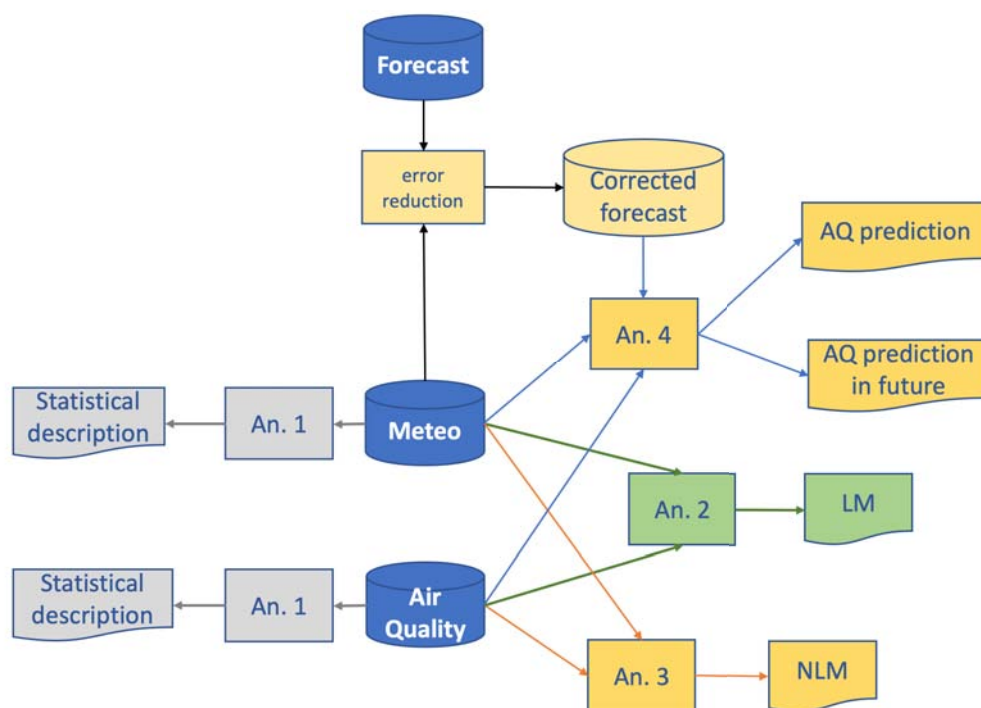 Forecast
error
reduction
Corrected
forecast
AQ prediction
An. 4
AQ prediction
in future
Statistical
description
An. 1
Meteo
An. 2
LM
Statistical
description
An. 1
Air
Quality
An. 3
NLM